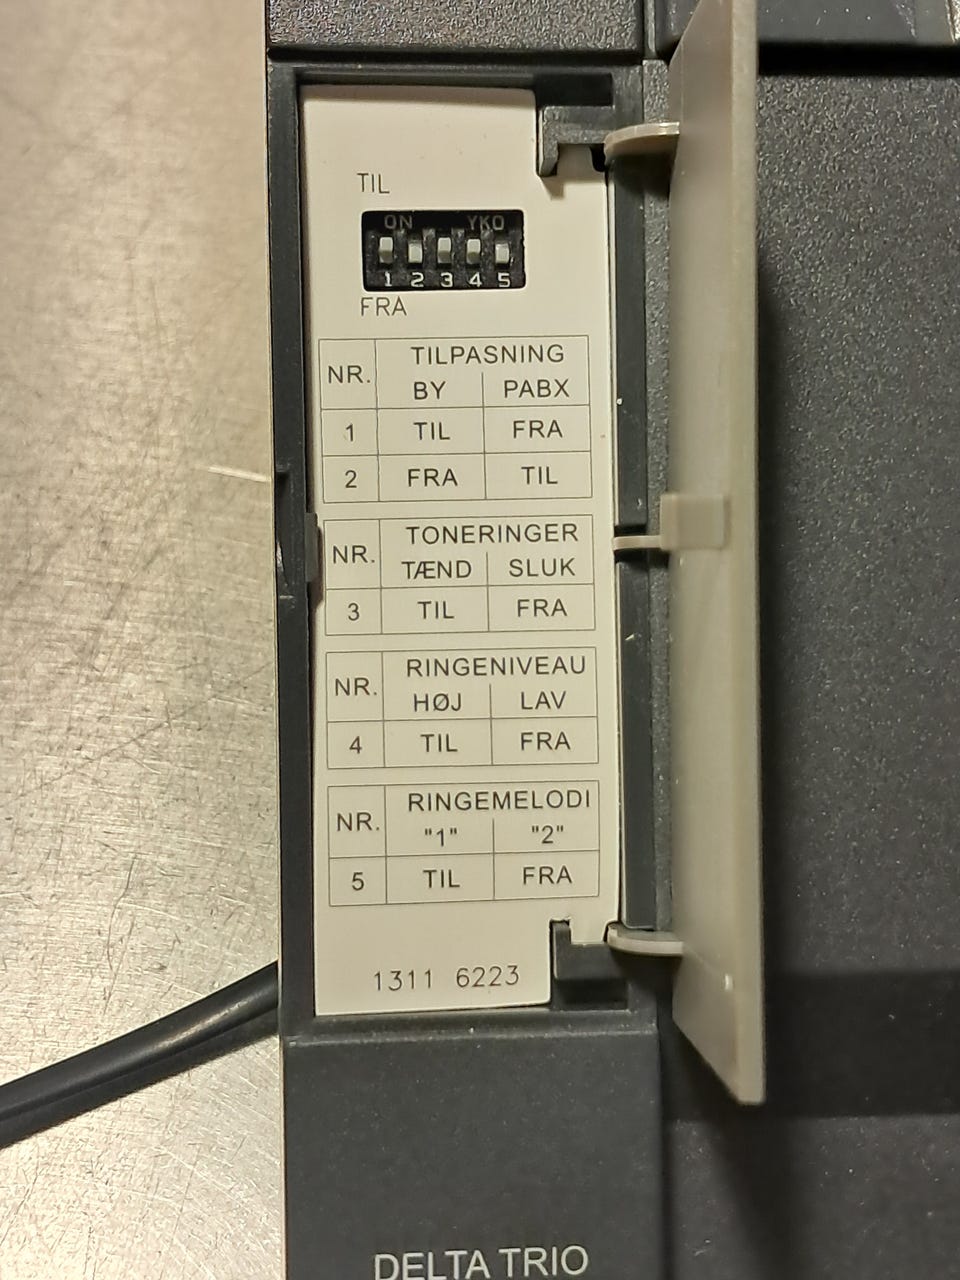 TIL
ON YKO
1 2 3 4 5
FRA
NR. TILPASNING
BY PABX
1 TIL FRA
2 FRA TIL
NR. TONERINGER
TÆND SLUK
3 TIL FRA
NR. RINGENIVEAU
HØJ LAV
4 TIL FRA
NR. RINGEMELODI
"1" "2"
5 TIL FRA
1311 6223
DELTA TRIO